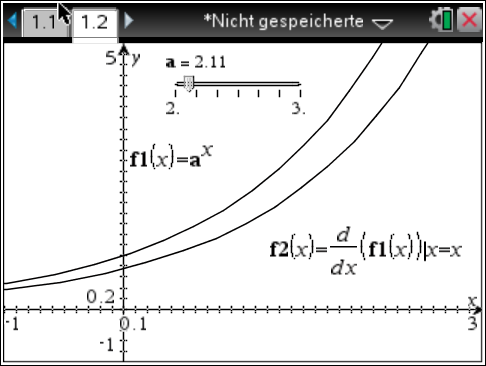 1.1 1.2 *Nicht gespeicherte
5 y
a = 2.11
2. 3.
f1(x)=a^x
f2(x)=d/dx(f1(x))|x=x
0.2 x
-1 0.1 3
-1